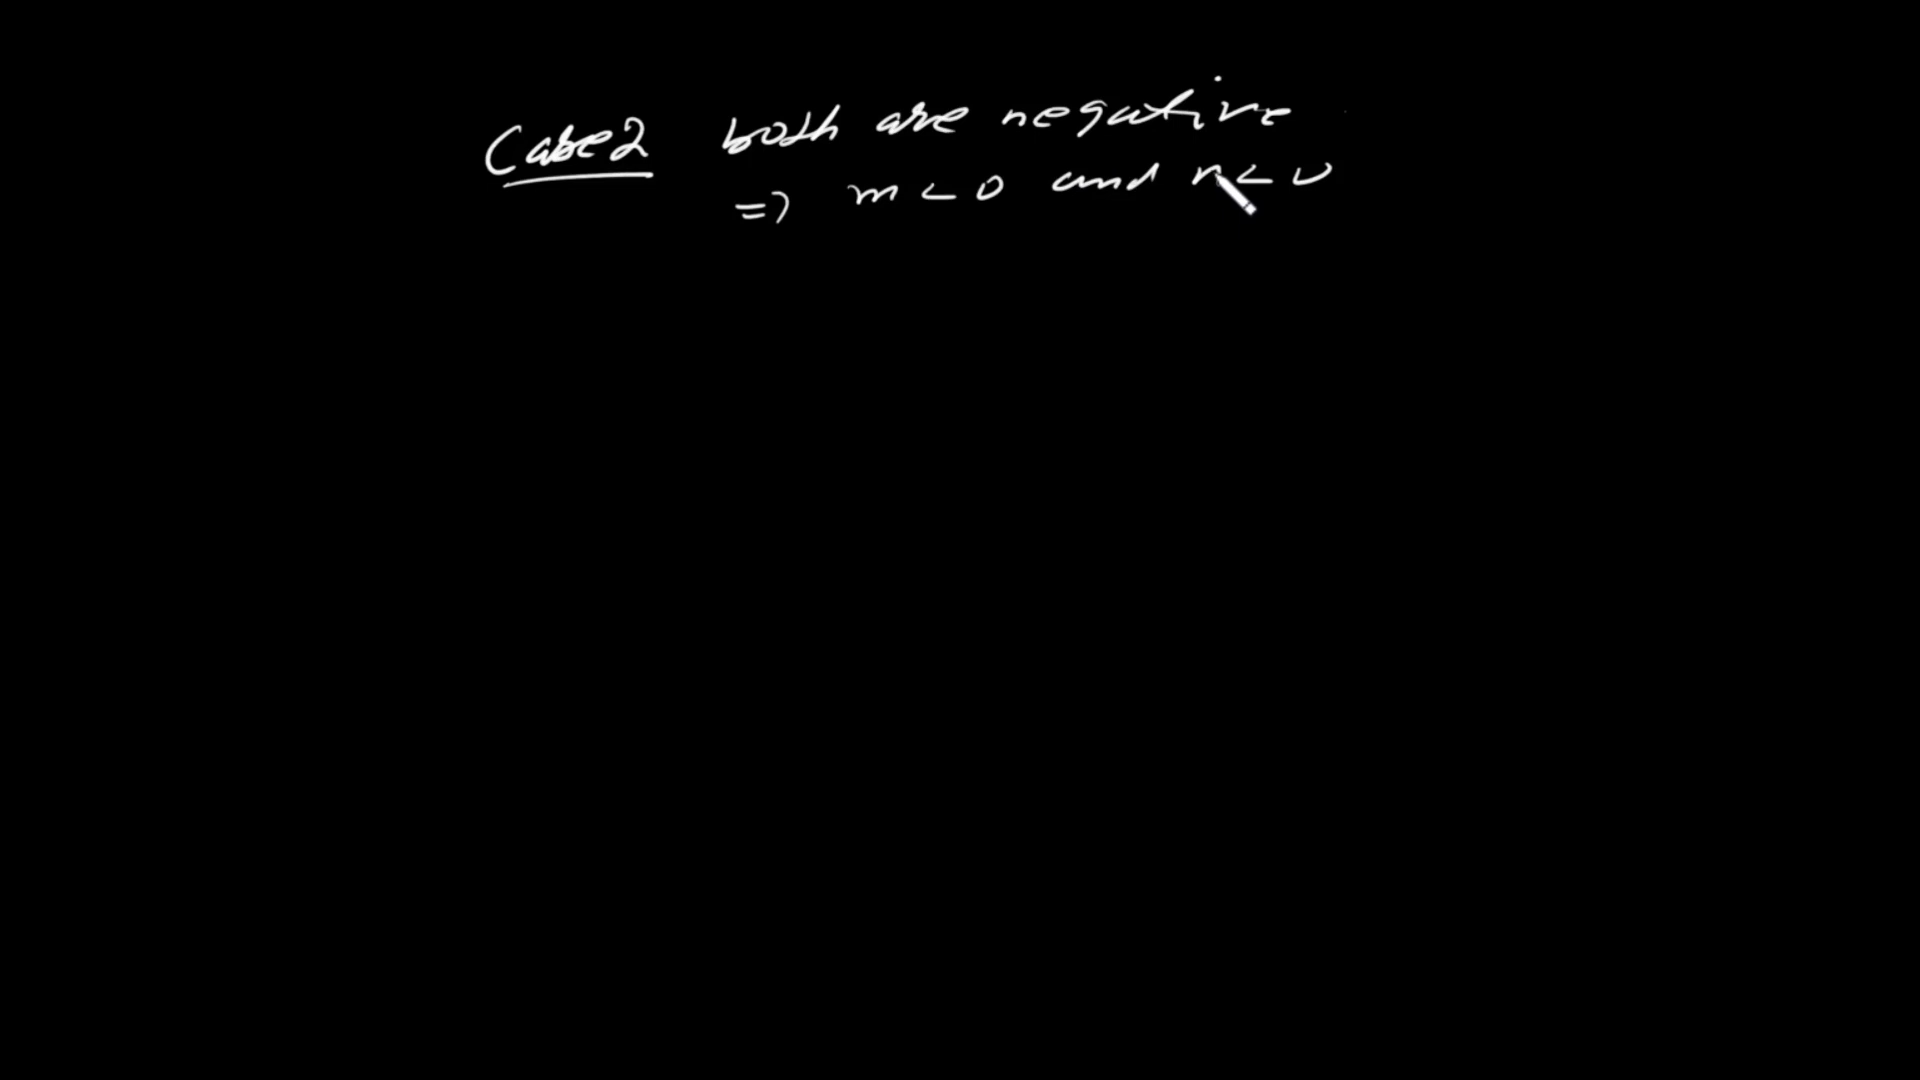 Case2 both are negative
=> m < 0 and n < 0